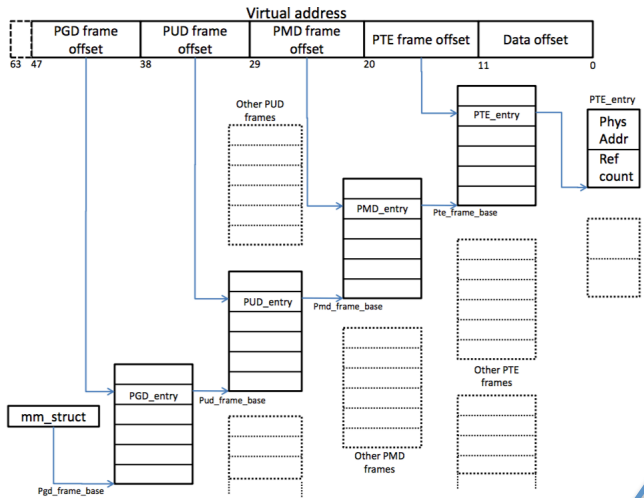 Virtual address
PGD frame
offset
PUD frame
offset
PMD frame
offset
PTE frame offset
Data offset
63
47
38
29
20
11
0
Other PUD
frames
PTE_entry
PTE_entry
Phys
Addr
Ref
count
PMD_entry
Pte_frame_base
PUD_entry
Pmd_frame_base
PGD_entry
Pud_frame_base
Other PTE
frames
mm_struct
Other PMD
frames
Pgd_frame_base